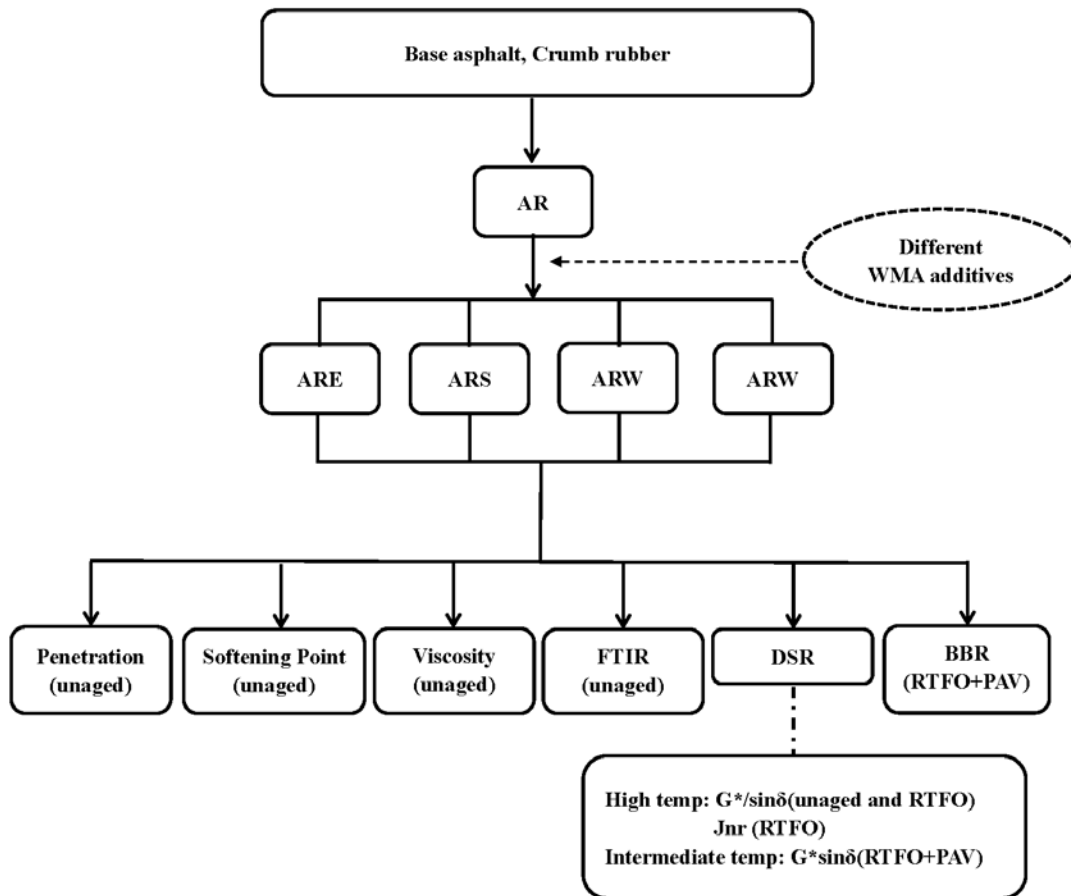 Base asphalt, Crumb rubber
AR
Different
WMA additives
ARE
ARS
ARW
ARW
Penetration
(unaged)
Softening Point
(unaged)
Viscosity
(unaged)
FTIR
(unaged)
DSR
BBR
(RTFO+PAV)
High temp: G*/sinδ(unaged and RTFO)
Jnr (RTFO)
Intermediate temp: G*sinδ(RTFO+PAV)